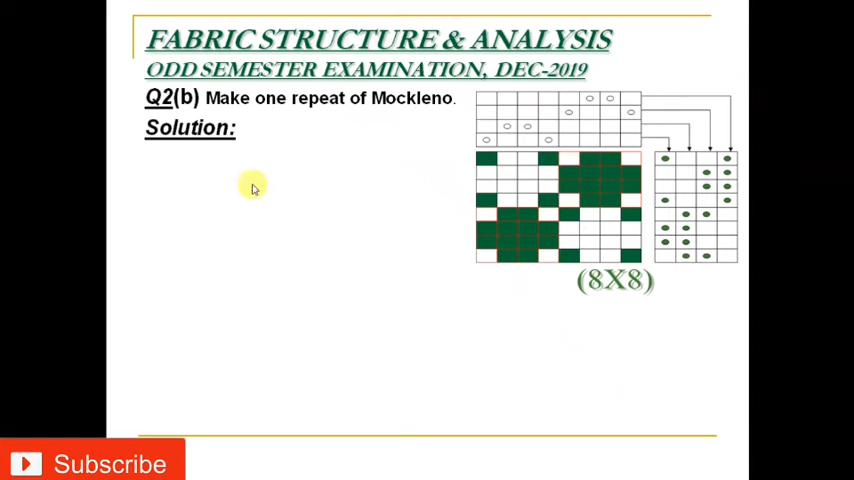 FABRIC STRUCTURE & ANALYSIS
ODD SEMESTER EXAMINATION, DEC-2019
Q2(b) Make one repeat of Mockleno.
Solution:
(8X8)
Subscribe